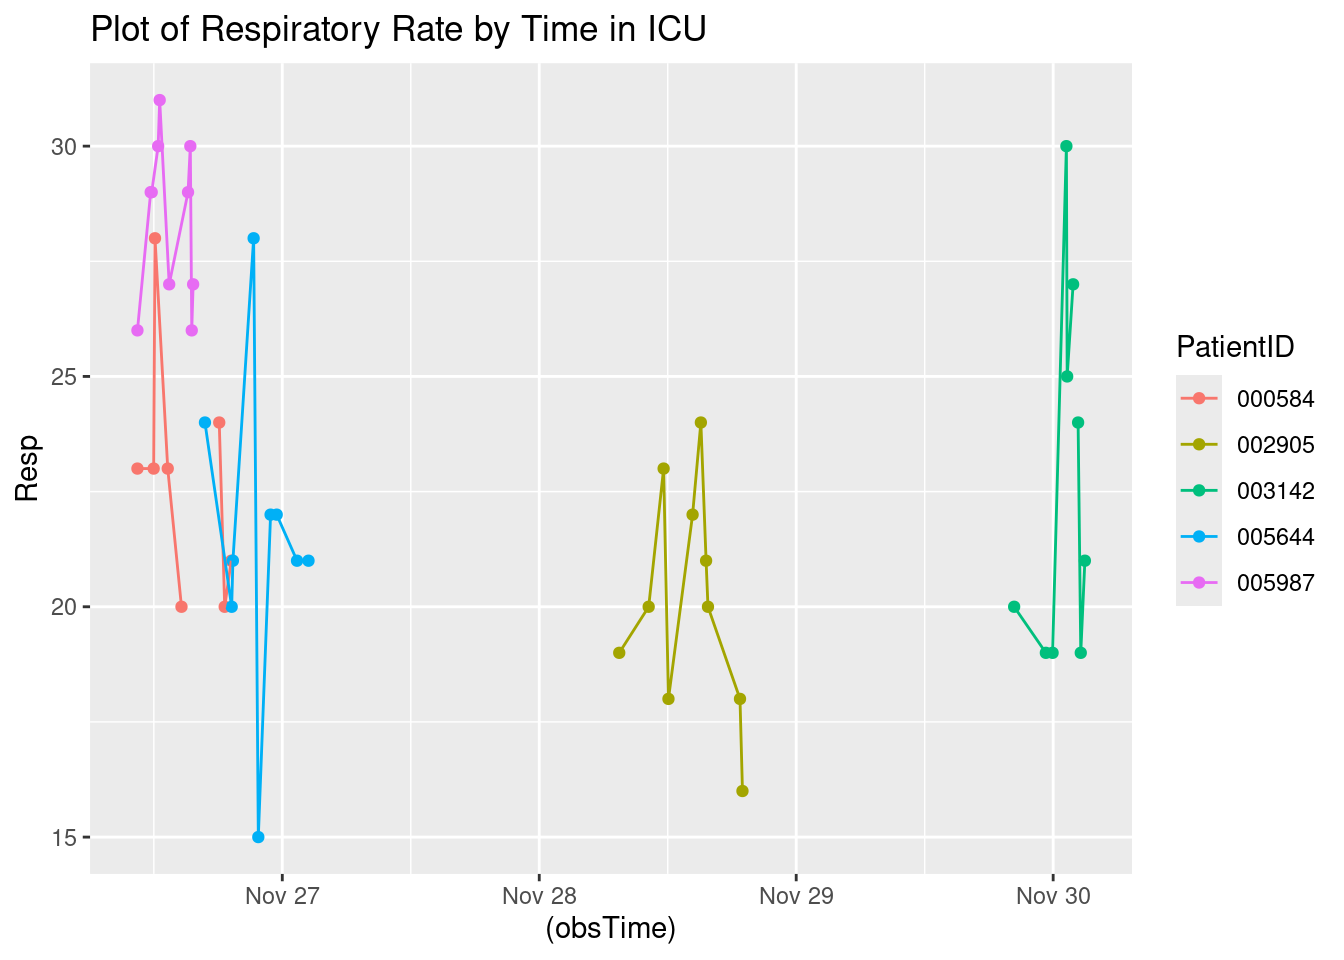 Plot of Respiratory Rate by Time in ICU
30
25
20
15
Resp
Nov 27
Nov 28
Nov 29
Nov 30
(obsTime)
PatientID
000584
002905
003142
005644
005987